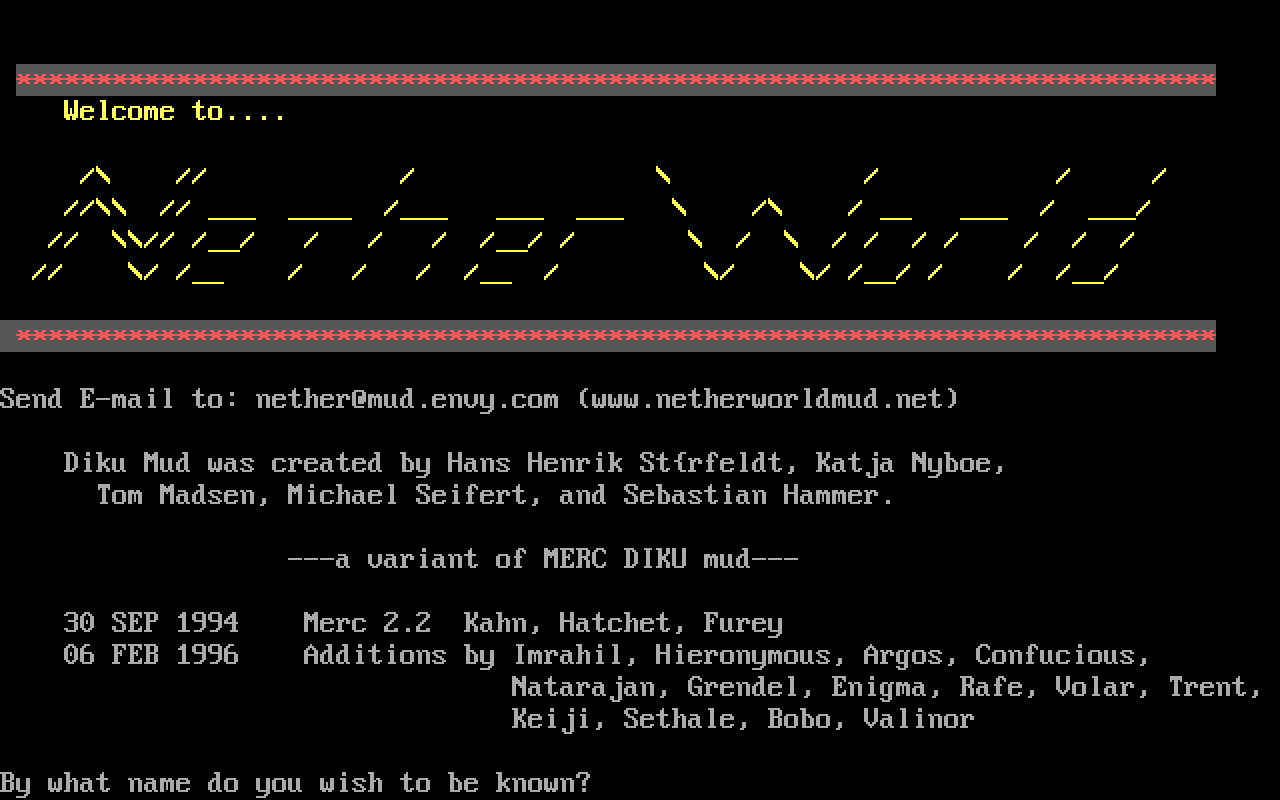 ***************************************************************************
Welcome to....
Nether World
***************************************************************************
Send E-mail to: nether@mud.envy.com (www.netherworldmud.net)
Diku Mud was created by Hans Henrik St{rfeldt, Katja Nyboe,
Tom Madsen, Michael Seifert, and Sebastian Hammer.
---a variant of MERC DIKU mud---
30 SEP 1994    Merc 2.2  Kahn, Hatchet, Furey
06 FEB 1996    Additions by Imrahil, Hieronymous, Argos, Confucious,
Natarajan, Grendel, Enigma, Rafe, Volar, Trent,
Keiji, Sethale, Bobo, Valinor
By what name do you wish to be known?